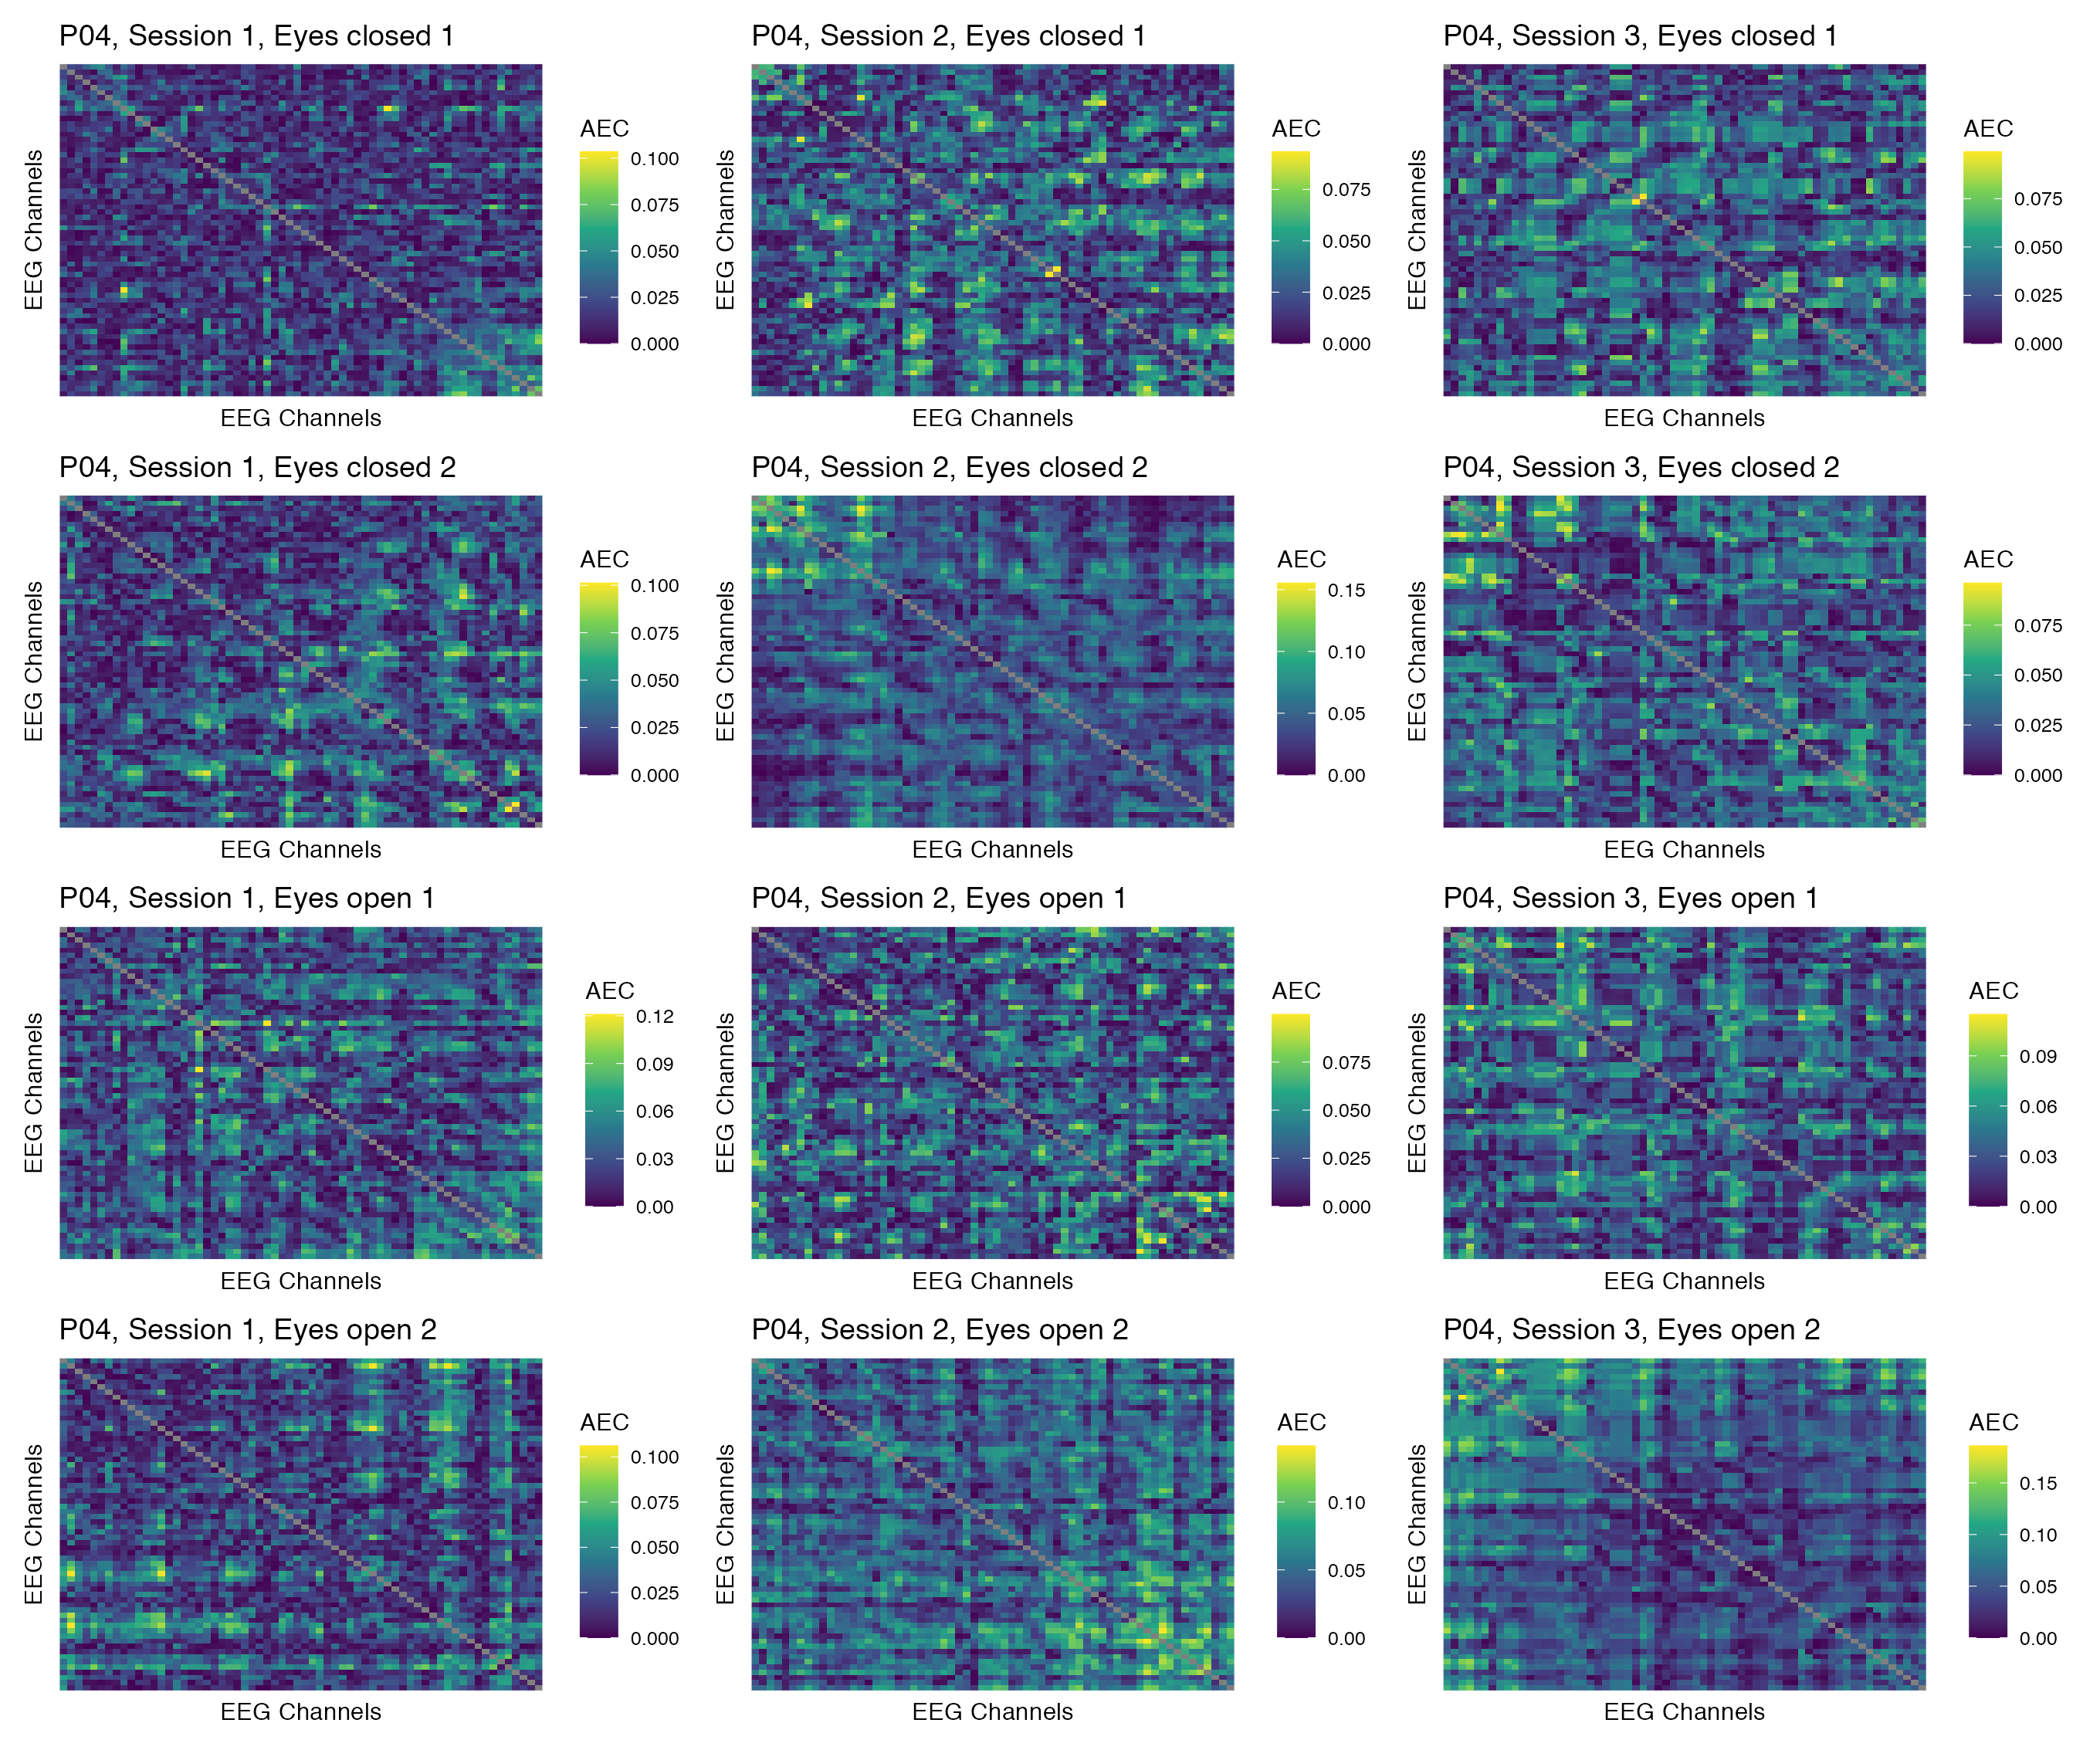 P04, Session 1, Eyes closed 1
EEG Channels
EEG Channels
AEC
0.100
0.075
0.050
0.025
0.000
P04, Session 2, Eyes closed 1
EEG Channels
EEG Channels
AEC
0.075
0.050
0.025
0.000
P04, Session 3, Eyes closed 1
EEG Channels
EEG Channels
AEC
0.075
0.050
0.025
0.000
P04, Session 1, Eyes closed 2
EEG Channels
EEG Channels
AEC
0.100
0.075
0.050
0.025
0.000
P04, Session 2, Eyes closed 2
EEG Channels
EEG Channels
AEC
0.15
0.10
0.05
0.00
P04, Session 3, Eyes closed 2
EEG Channels
EEG Channels
AEC
0.075
0.050
0.025
0.000
P04, Session 1, Eyes open 1
EEG Channels
EEG Channels
AEC
0.12
0.09
0.06
0.03
0.00
P04, Session 2, Eyes open 1
EEG Channels
EEG Channels
AEC
0.075
0.050
0.025
0.000
P04, Session 3, Eyes open 1
EEG Channels
EEG Channels
AEC
0.09
0.06
0.03
0.00
P04, Session 1, Eyes open 2
EEG Channels
EEG Channels
AEC
0.100
0.075
0.050
0.025
0.000
P04, Session 2, Eyes open 2
EEG Channels
EEG Channels
AEC
0.10
0.05
0.00
P04, Session 3, Eyes open 2
EEG Channels
EEG Channels
AEC
0.15
0.10
0.05
0.00